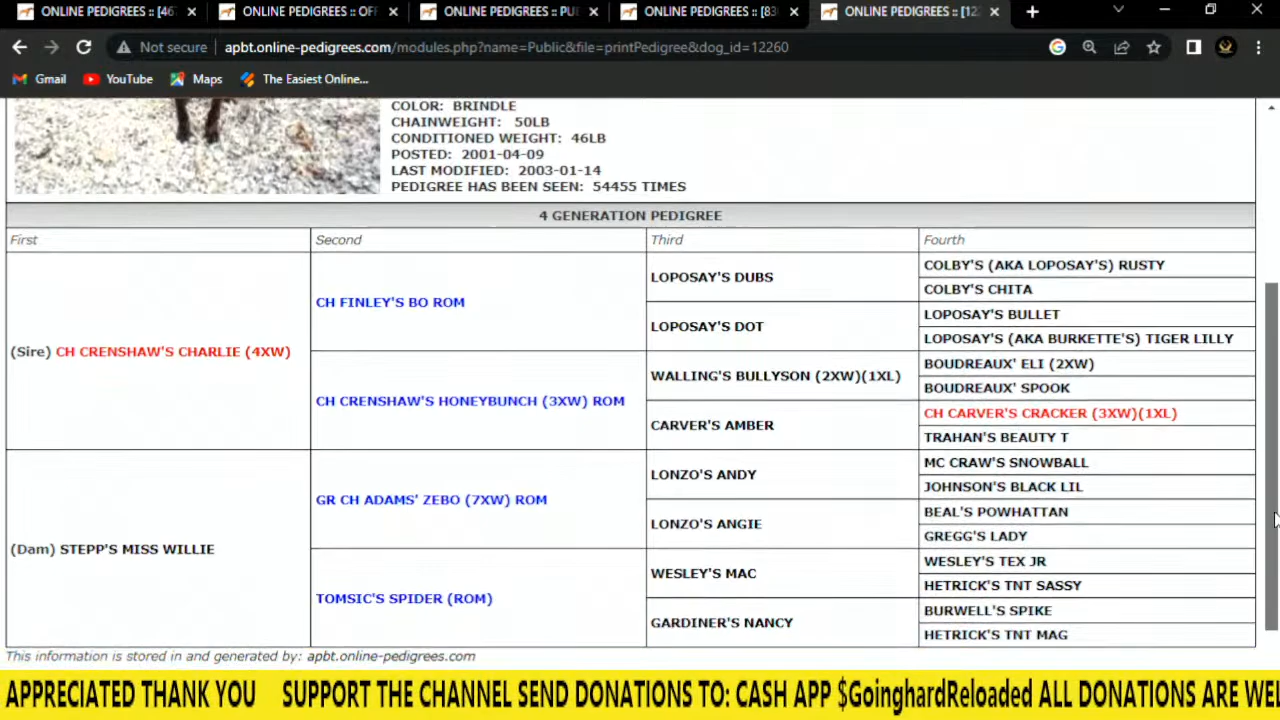 ONLINE PEDIGREES :: [467
ONLINE PEDIGREES :: OFF
ONLINE PEDIGREES :: PUE
ONLINE PEDIGREES :: [830
ONLINE PEDIGREES :: [122
Not secure apbt.online-pedigrees.com/modules.php?name=Public&file=printPedigree&dog_id=12260
Gmail YouTube Maps The Easiest Online...
COLOR: BRINDLE
CHAINWEIGHT: 50LB
CONDITIONED WEIGHT: 46LB
POSTED: 2001-04-09
LAST MODIFIED: 2003-01-14
PEDIGREE HAS BEEN SEEN: 54455 TIMES
4 GENERATION PEDIGREE
First Second Third Fourth
(Sire) CH CRENSHAW'S CHARLIE (4XW)
CH FINLEY'S BO ROM
LOPOSAY'S DUBS
COLBY'S (AKA LOPOSAY'S) RUSTY
COLBY'S CHITA
LOPOSAY'S DOT
LOPOSAY'S BULLET
LOPOSAY'S (AKA BURKETTE'S) TIGER LILLY
CH CRENSHAW'S HONEYBUNCH (3XW) ROM
WALLING'S BULLYSON (2XW)(1XL)
BOUDREAUX' ELI (2XW)
BOUDREAUX' SPOOK
CARVER'S AMBER
CH CARVER'S CRACKER (3XW)(1XL)
TRAHAN'S BEAUTY T
(Dam) STEPP'S MISS WILLIE
GR CH ADAMS' ZEBO (7XW) ROM
LONZO'S ANDY
MC CRAW'S SNOWBALL
JOHNSON'S BLACK LIL
LONZO'S ANGIE
BEAL'S POWHATTAN
GREGG'S LADY
TOMSIC'S SPIDER (ROM)
WESLEY'S MAC
WESLEY'S TEX JR
HETRICK'S TNT SASSY
GARDINER'S NANCY
BURWELL'S SPIKE
HETRICK'S TNT MAG
This information is stored in and generated by: apbt.online-pedigrees.com
APPRECIATED THANK YOU SUPPORT THE CHANNEL SEND DONATIONS TO: CASH APP $GoinghardReloaded ALL DONATIONS ARE WEL